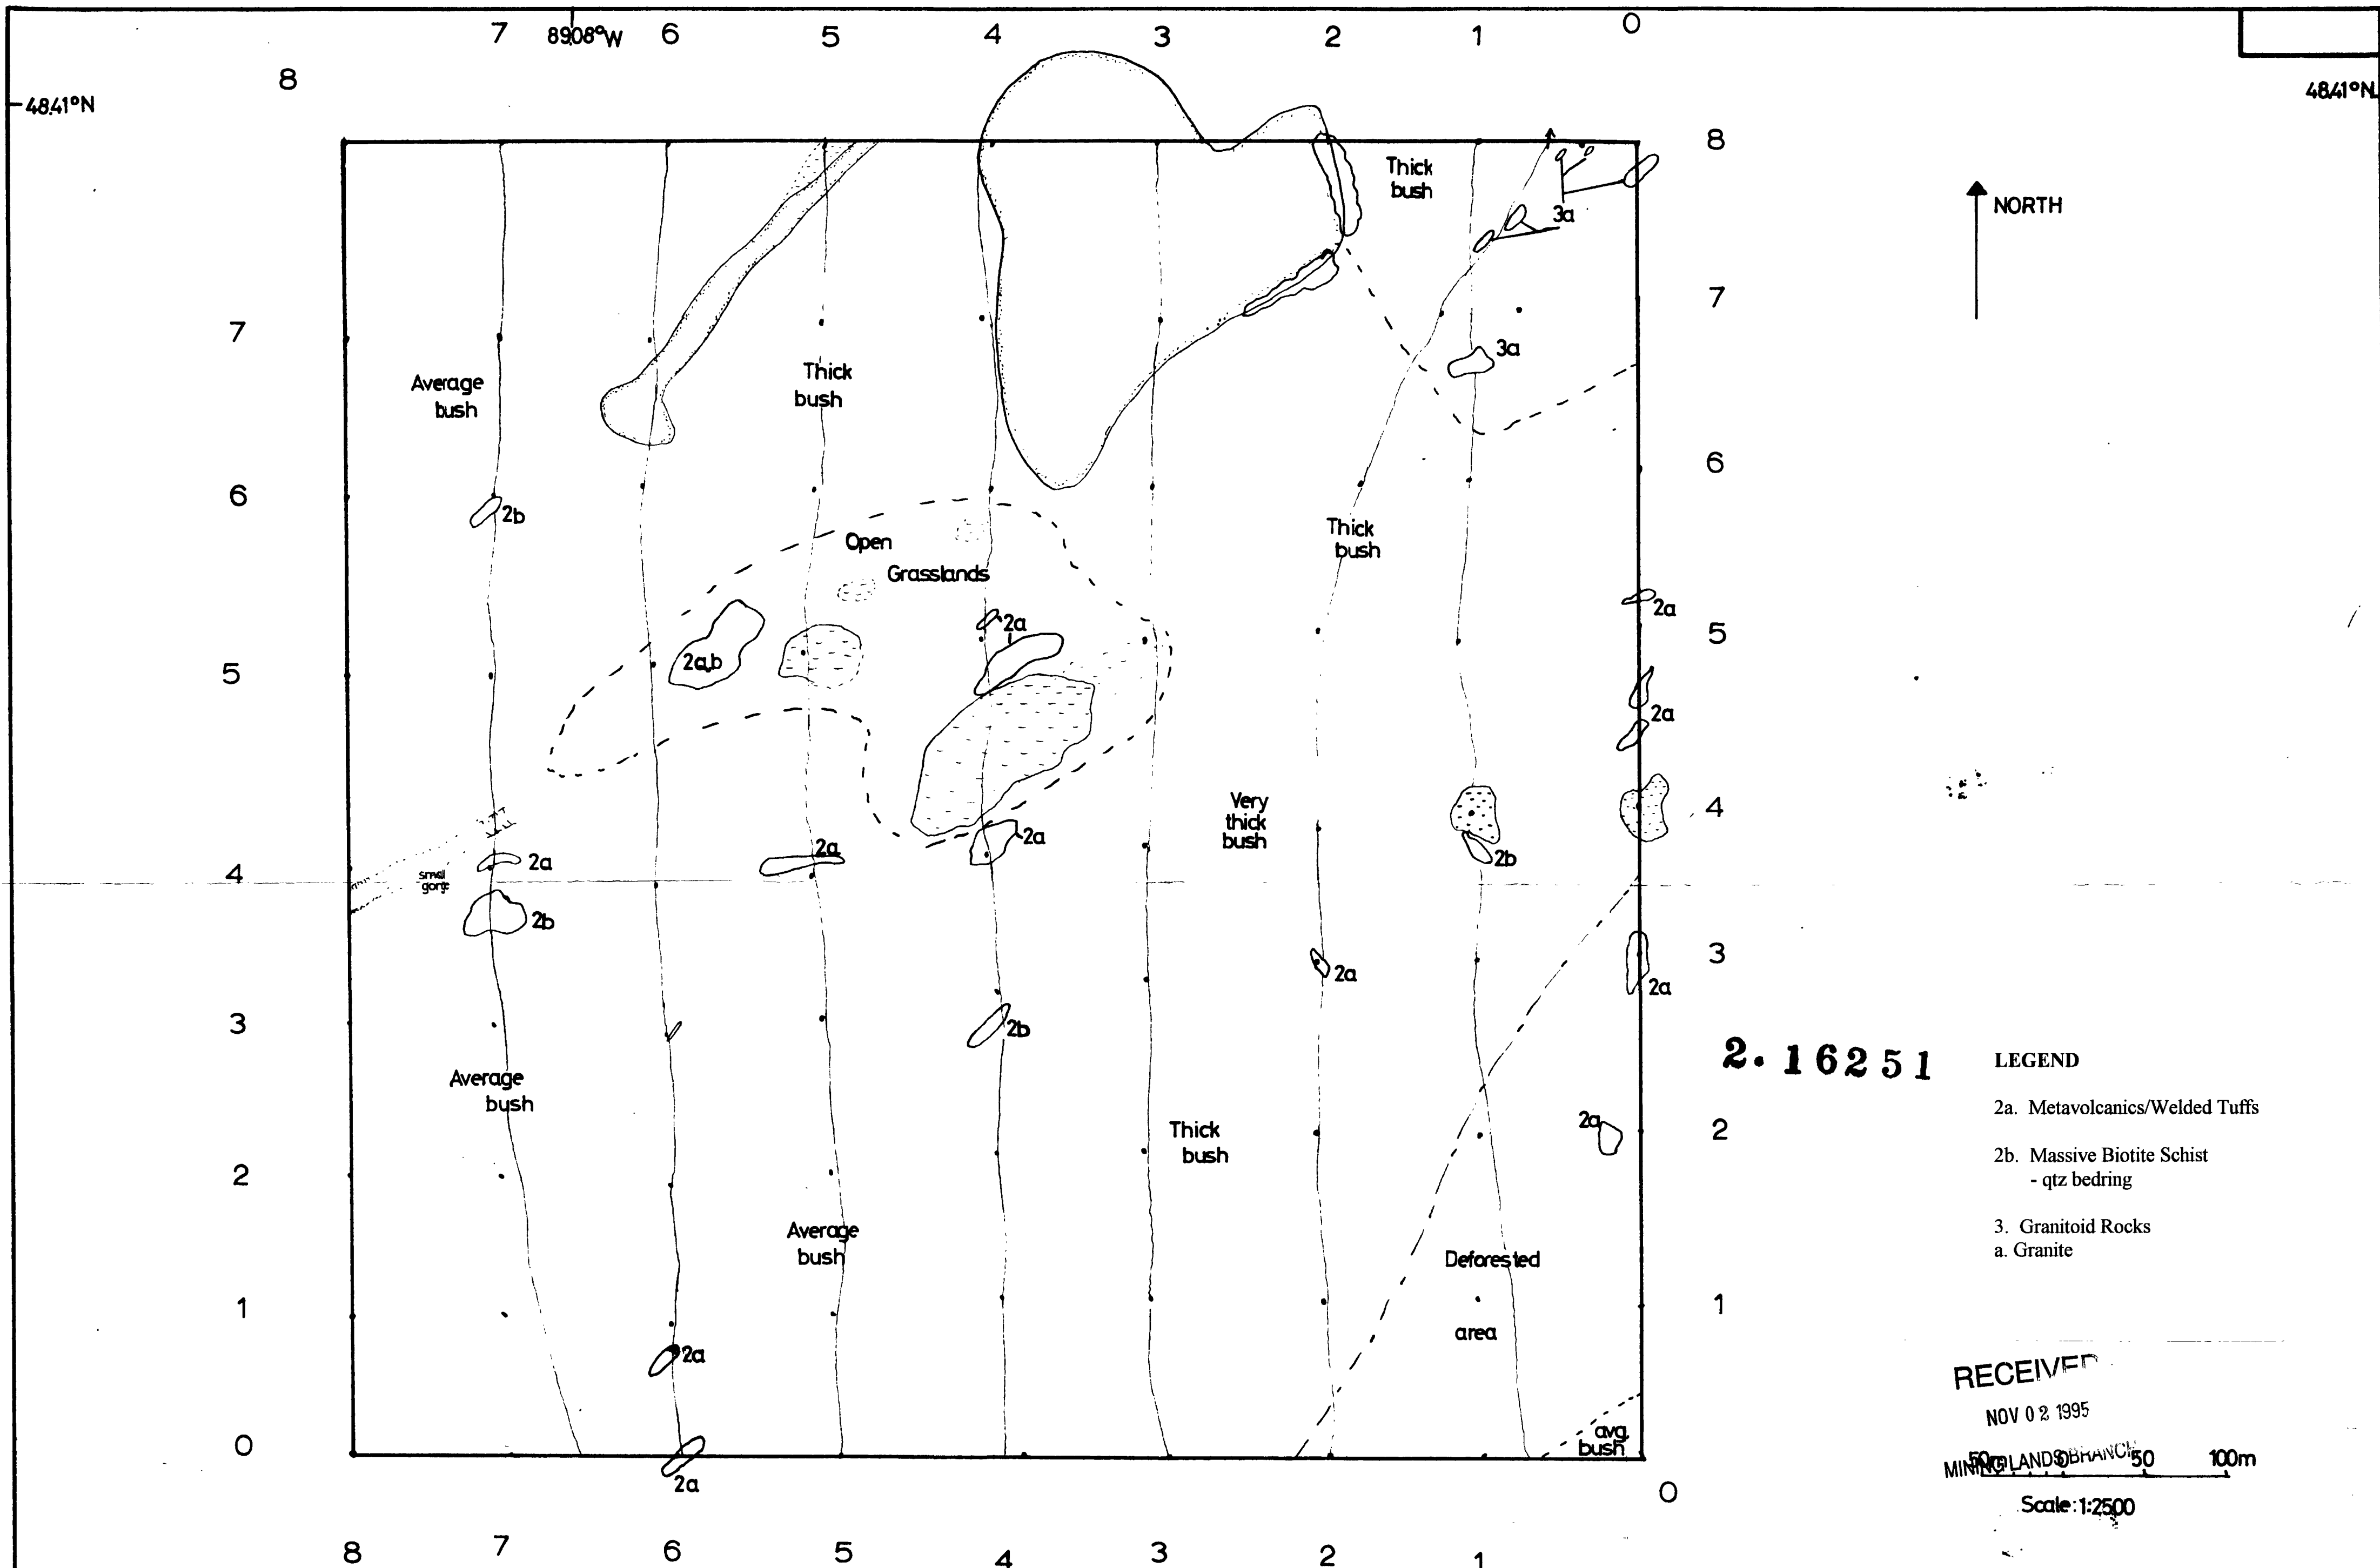 7 89.08°W 6 5 4 3 2 1 0
8
48.41°N
48.41°N
8
Thick
bush
NORTH
3a
7
7
3a
Average
bush
Thick
bush
6
6
2b
Thick
bush
Open
Grasslands
2a
2a
5
5
2a,b
2a
4
Very
thick
bush
2a
2a
2a
2b
4
small
gorge
2b
3
2a
2a
3
2b
2. 16251
LEGEND
Average
bush
2a. Metavolcanics/Welded Tuffs
2
2a
Thick
bush
2b. Massive Biotite Schist
- qtz bedring
2
Average
bush
3. Granitoid Rocks
a. Granite
Deforested
area
1
1
2a
RECEIVED
NOV 02 1995
MINING LANDS BRANCH
0
avg.
bush
50m 0 50 100m
2a
0
Scale: 1:2500
8 7 6 5 4 3 2 1